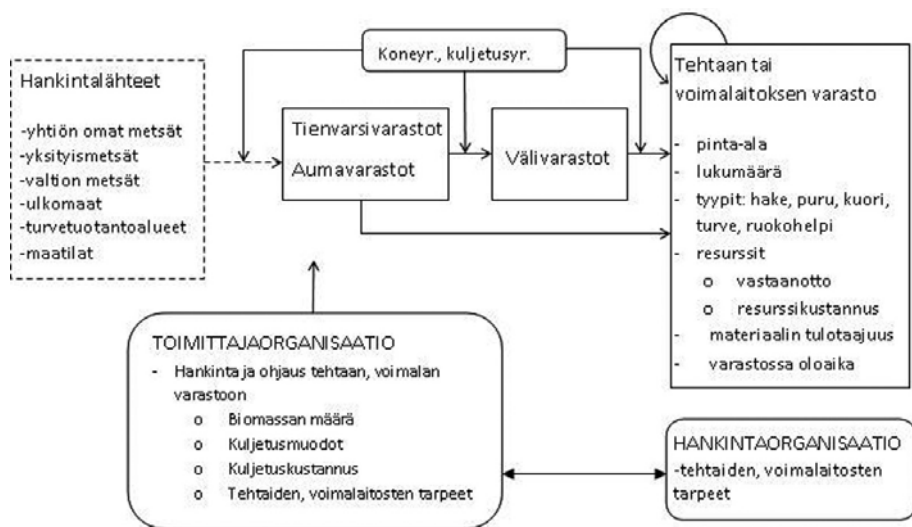 Koneyr., kuljetusyr.
Hankintalähteet
-yhtiön omat metsät
-yksityismetsät
-valtion metsät
-ulkomaat
-turvetuotantoalueet
-maatilat
Tienvarsivarastot
Aumavarastot
Välivarastot
Tehtaan tai
voimalaitoksen varasto
- pinta-ala
- lukumäärä
- tyypit: hake, puru, kuori,
turve, ruokohelpi
- resurssit
o vastaanotto
o resurssikustannus
- materiaalin tulotaajuus
- varastossa oloaika
TOIMITTAJAORGANISAATIO
- Hankinta ja ohjaus tehtaan, voimalan
varastoon
o Biomassan määrä
o Kuljetusmuodot
o Kuljetuskustannus
o Tehtaiden, voimalaitosten tarpeet
HANKINTAORGANISAATIO
-tehtaiden, voimalaitosten
tarpeet